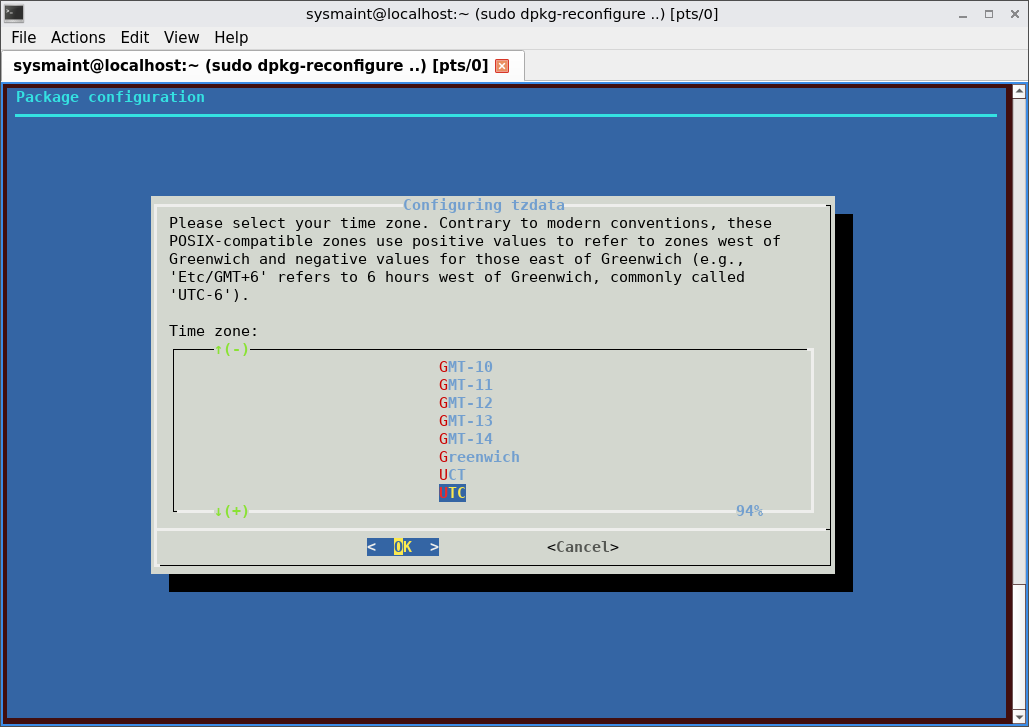 sysmaint@localhost:~ (sudo dpkg-reconfigure ..) [pts/0]
File Actions Edit View Help
sysmaint@localhost:~ (sudo dpkg-reconfigure ..) [pts/0]
Package configuration
Configuring tzdata
Please select your time zone. Contrary to modern conventions, these
POSIX-compatible zones use positive values to refer to zones west of
Greenwich and negative values for those east of Greenwich (e.g.,
'Etc/GMT+6' refers to 6 hours west of Greenwich, commonly called
'UTC-6').
Time zone:
↑(-)
GMT-10
GMT-11
GMT-12
GMT-13
GMT-14
Greenwich
UCT
UTC
↓(+) 94%
< OK > <Cancel>